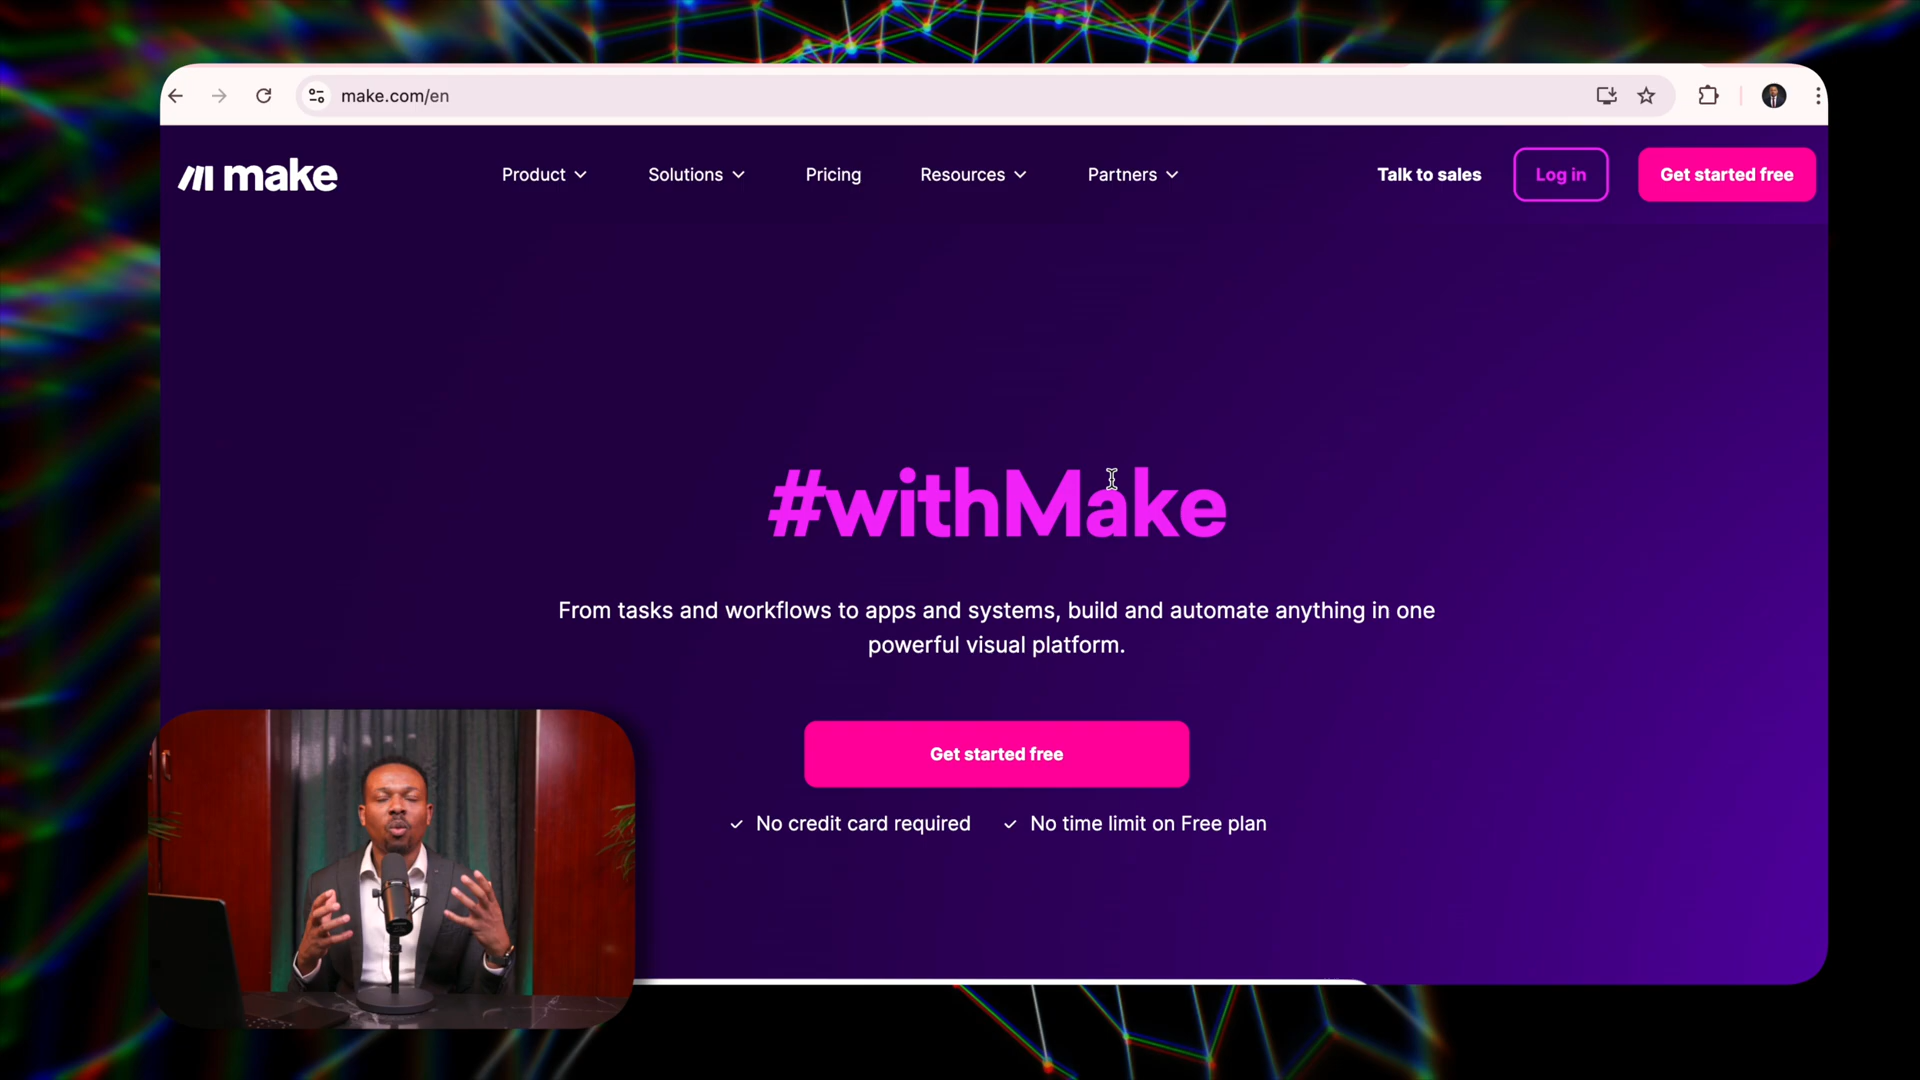 make.com/en
make
Product
Solutions
Pricing
Resources
Partners
Talk to sales
Log in
Get started free
#withMake
From tasks and workflows to apps and systems, build and automate anything in one
powerful visual platform.
Get started free
No credit card required
No time limit on Free plan